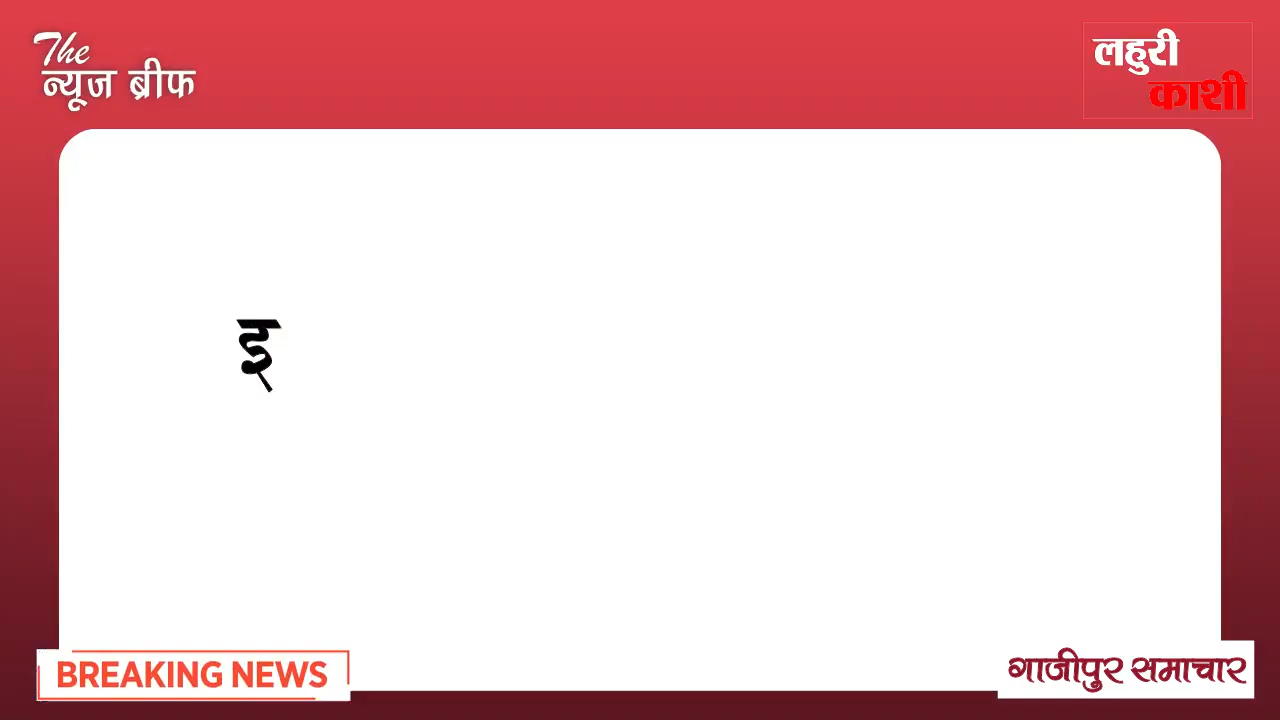 The
न्यूज ब्रीफ
लहुरी
काशी
इ
BREAKING NEWS
गाजीपुर समाचार